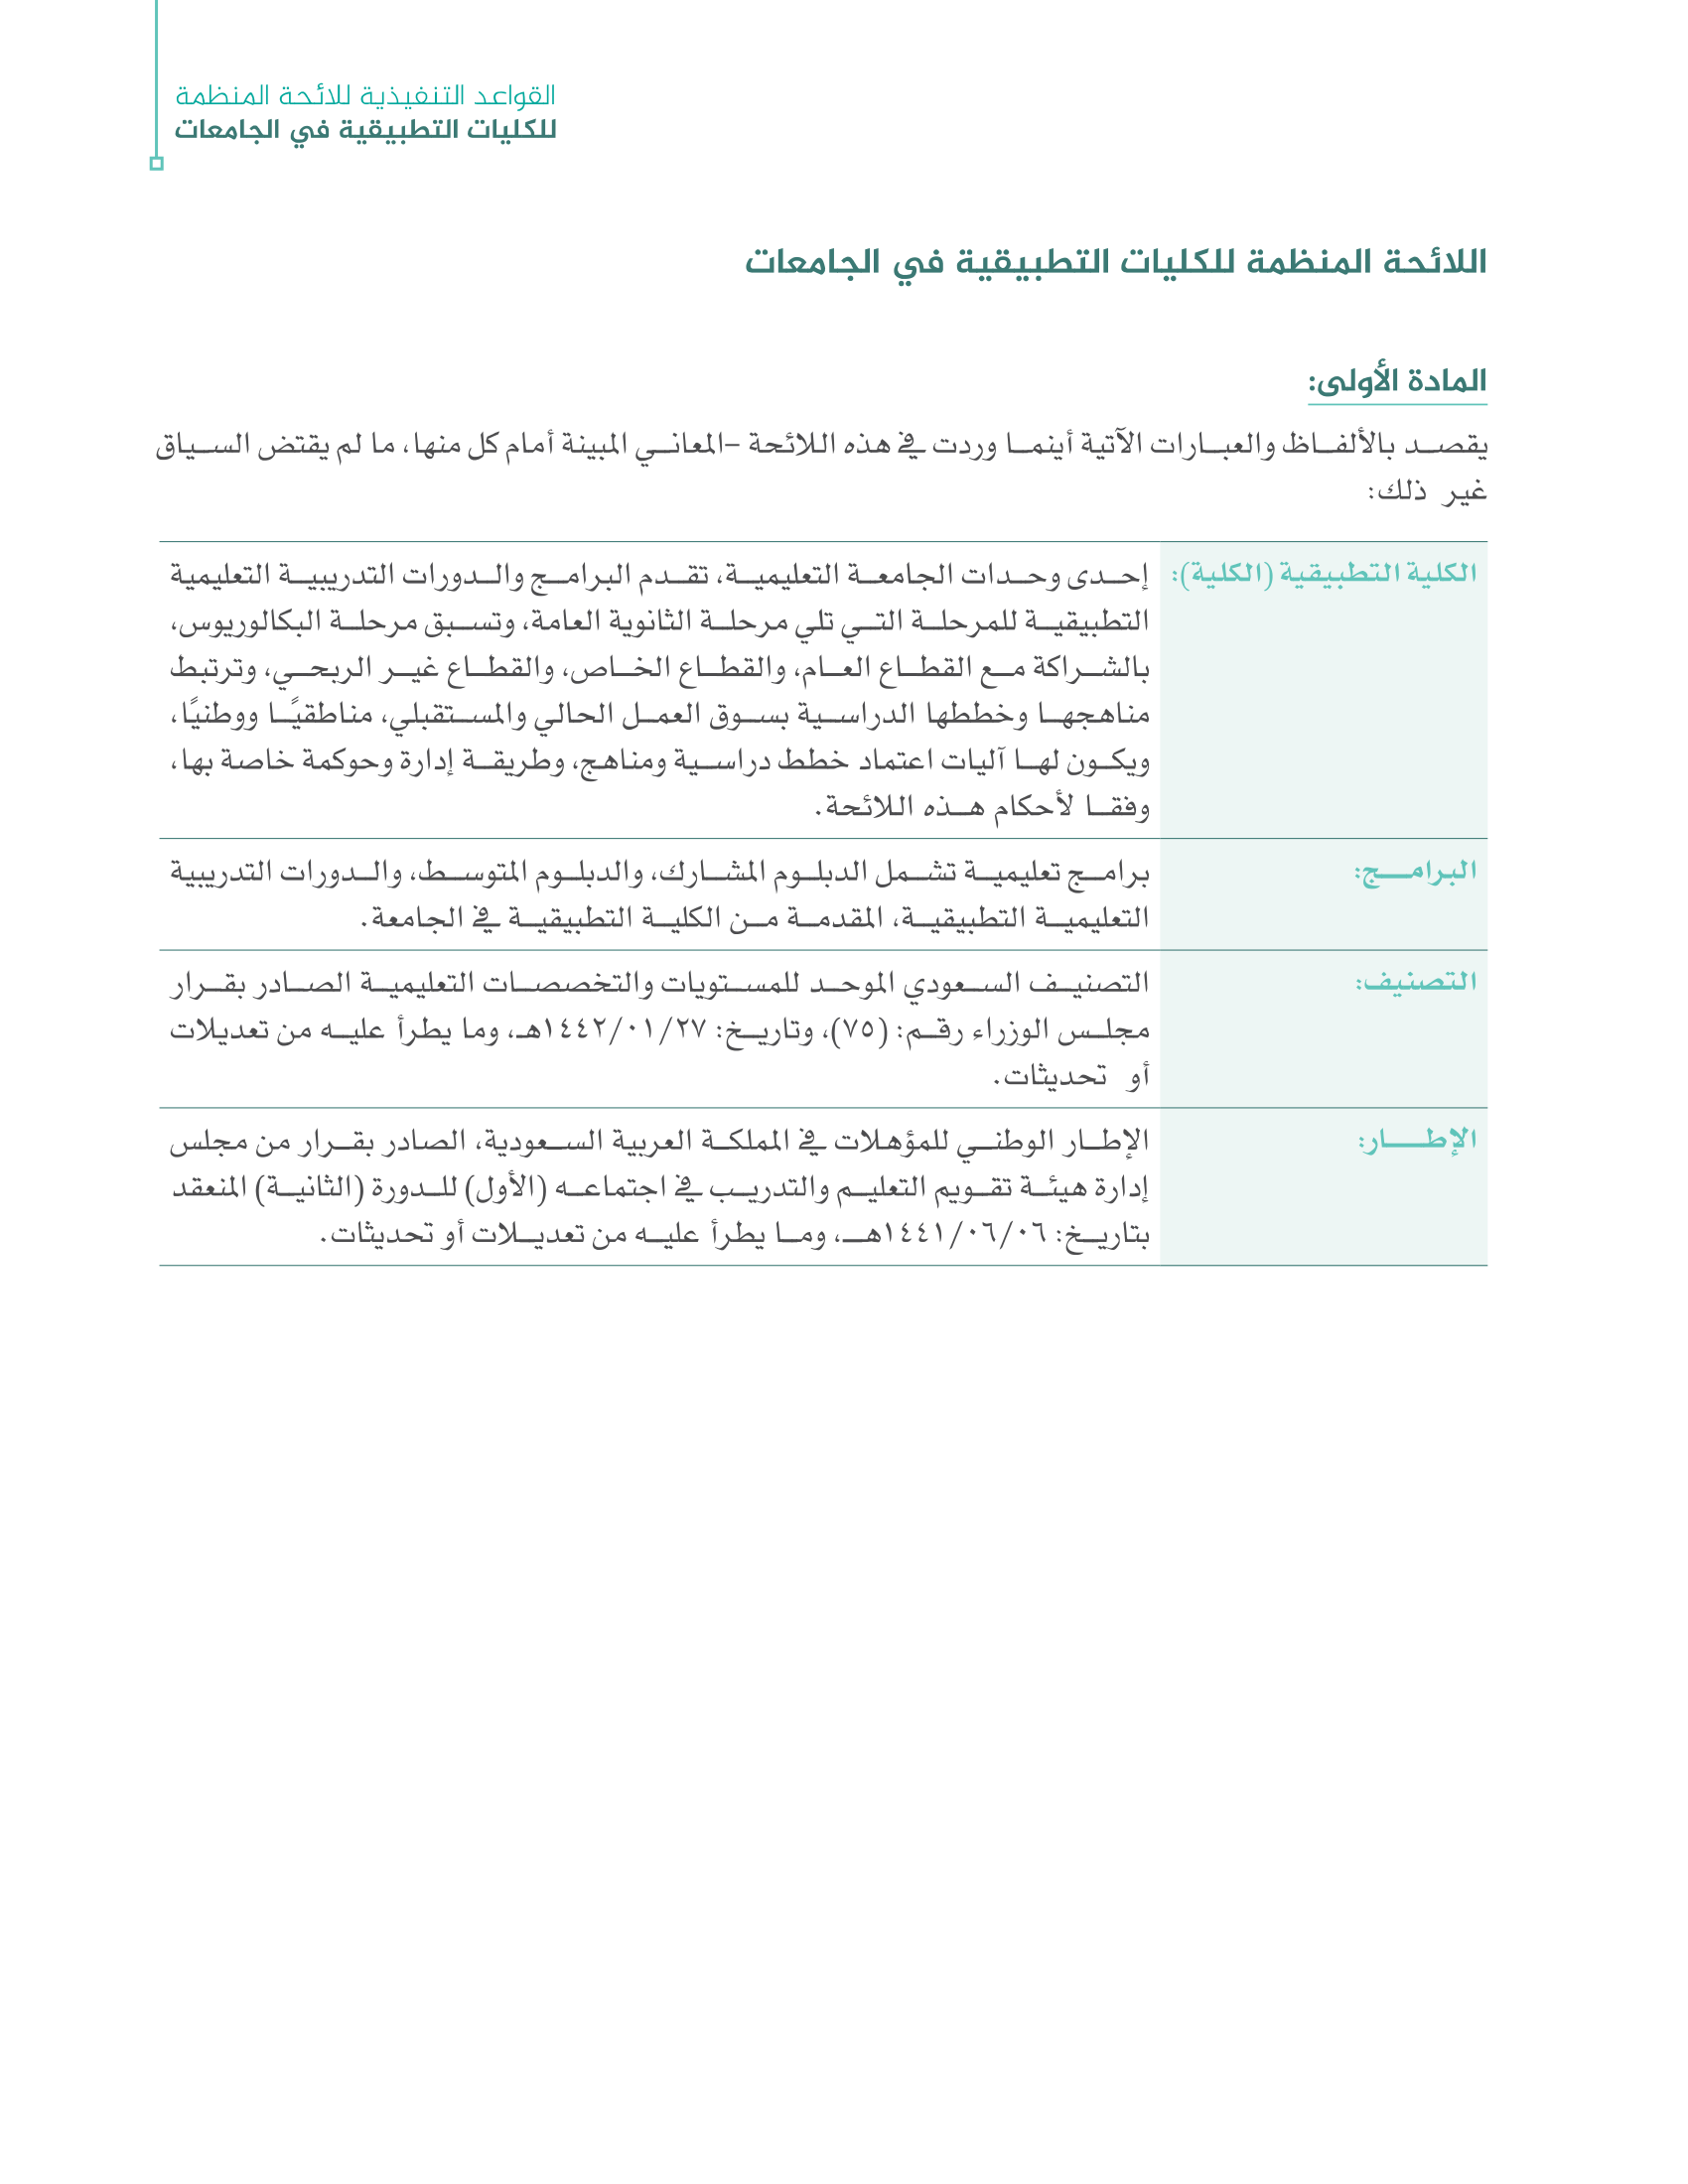 القواعد التنفيذية للائحة المنظمة
للكليات التطبيقية في الجامعات
اللائحة المنظمة للكليات التطبيقية في الجامعات
المادة الأولى:
يقصد بالألفاظ والعبارات الآتية أينما وردت في هذه اللائحة –المعاني المبينة أمام كل منها، ما لم يقتض السياق
غير ذلك:
الكلية التطبيقية (الكلية):
إحدى وحدات الجامعة التعليمية، تقدم البرامج والدورات التدريبية التعليمية
التطبيقية للمرحلة التي تلي مرحلة الثانوية العامة، وتسبق مرحلة البكالوريوس،
بالشراكة مع القطاع العام، والقطاع الخاص، والقطاع غير الربحي، وترتبط
مناهجها وخططها الدراسية بسوق العمل الحالي والمستقبلي، مناطقيًا ووطنيًا،
ويكون لها آليات اعتماد خطط دراسية ومناهج، وطريقة إدارة وحوكمة خاصة بها،
وفقا لأحكام هذه اللائحة.
البرامج:
برامج تعليمية تشمل الدبلوم المشارك، والدبلوم المتوسط، والدورات التدريبية
التعليمية التطبيقية، المقدمة من الكلية التطبيقية في الجامعة.
التصنيف:
التصنيف السعودي الموحد للمستويات والتخصصات التعليمية الصادر بقرار
مجلس الوزراء رقم: (٧٥)، وتاريخ: ١٤٤٢/٠١/٢٧هـ، وما يطرأ عليه من تعديلات
أو تحديثات.
الإطار:
الإطار الوطني للمؤهلات في المملكة العربية السعودية، الصادر بقرار من مجلس
إدارة هيئة تقويم التعليم والتدريب في اجتماعه (الأول) للدورة (الثانية) المنعقد
بتاريخ: ١٤٤١/٠٦/٠٦هـ، وما يطرأ عليه من تعديلات أو تحديثات.